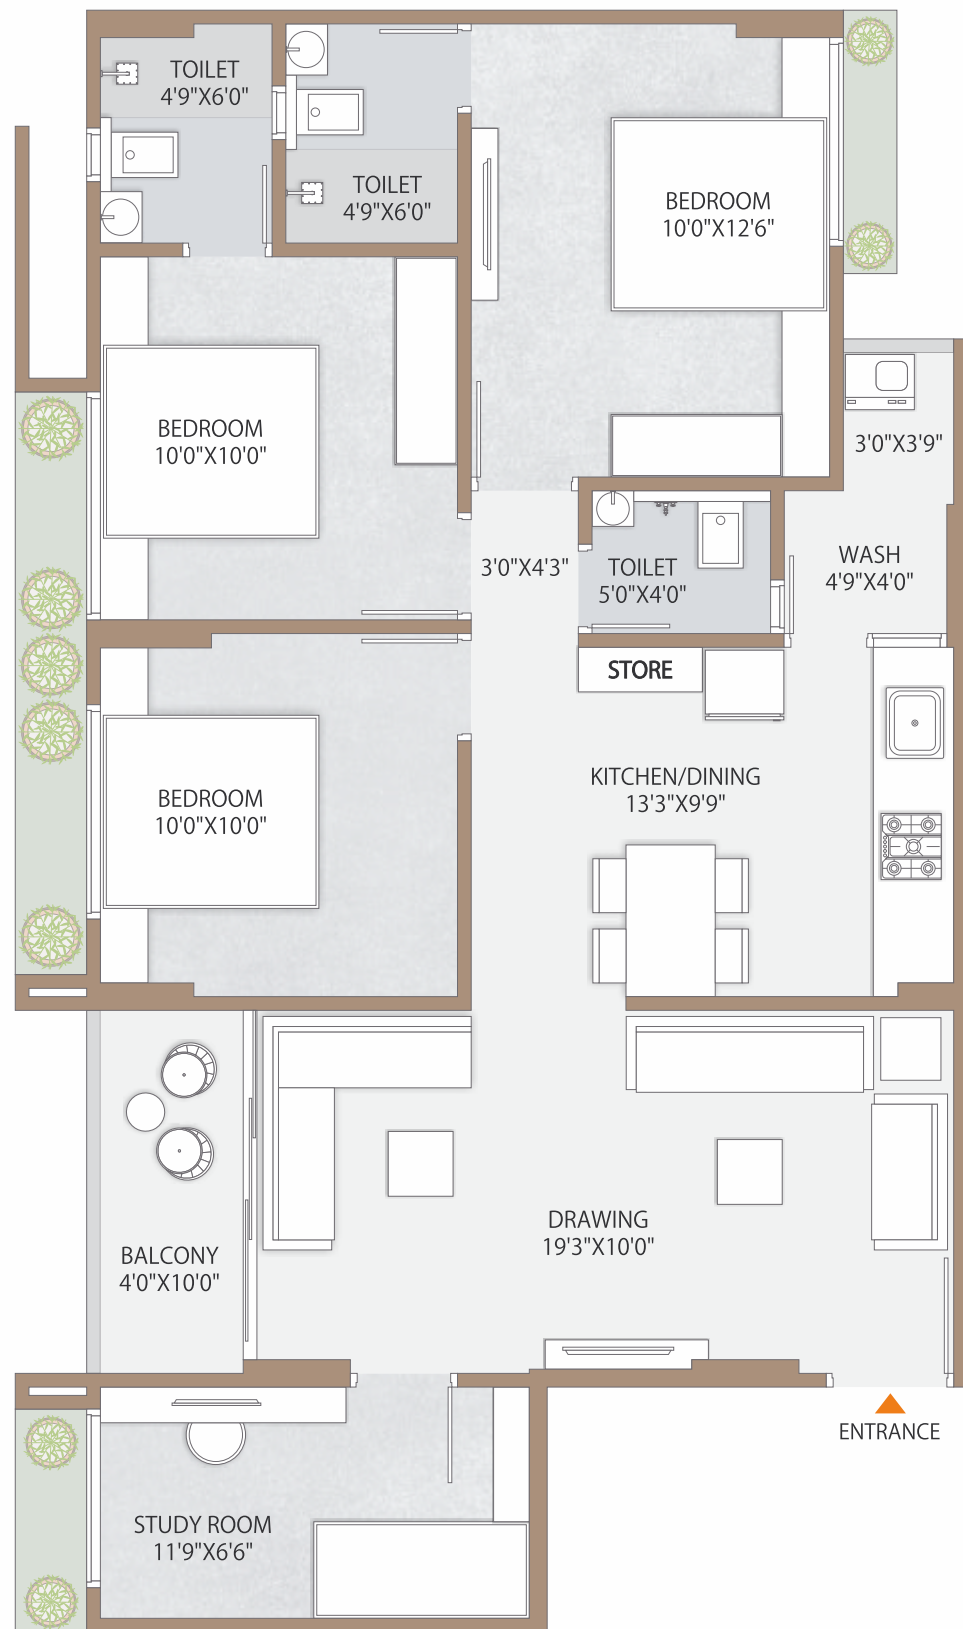 TOILET
4'9"X6'0"
TOILET
4'9"X6'0"
BEDROOM
10'0"X12'6"
BEDROOM
10'0"X10'0"
3'0"X3'9"
3'0"X4'3"
TOILET
5'0"X4'0"
WASH
4'9"X4'0"
STORE
KITCHEN/DINING
13'3"X9'9"
BEDROOM
10'0"X10'0"
DRAWING
19'3"X10'0"
BALCONY
4'0"X10'0"
ENTRANCE
STUDY ROOM
11'9"X6'6"